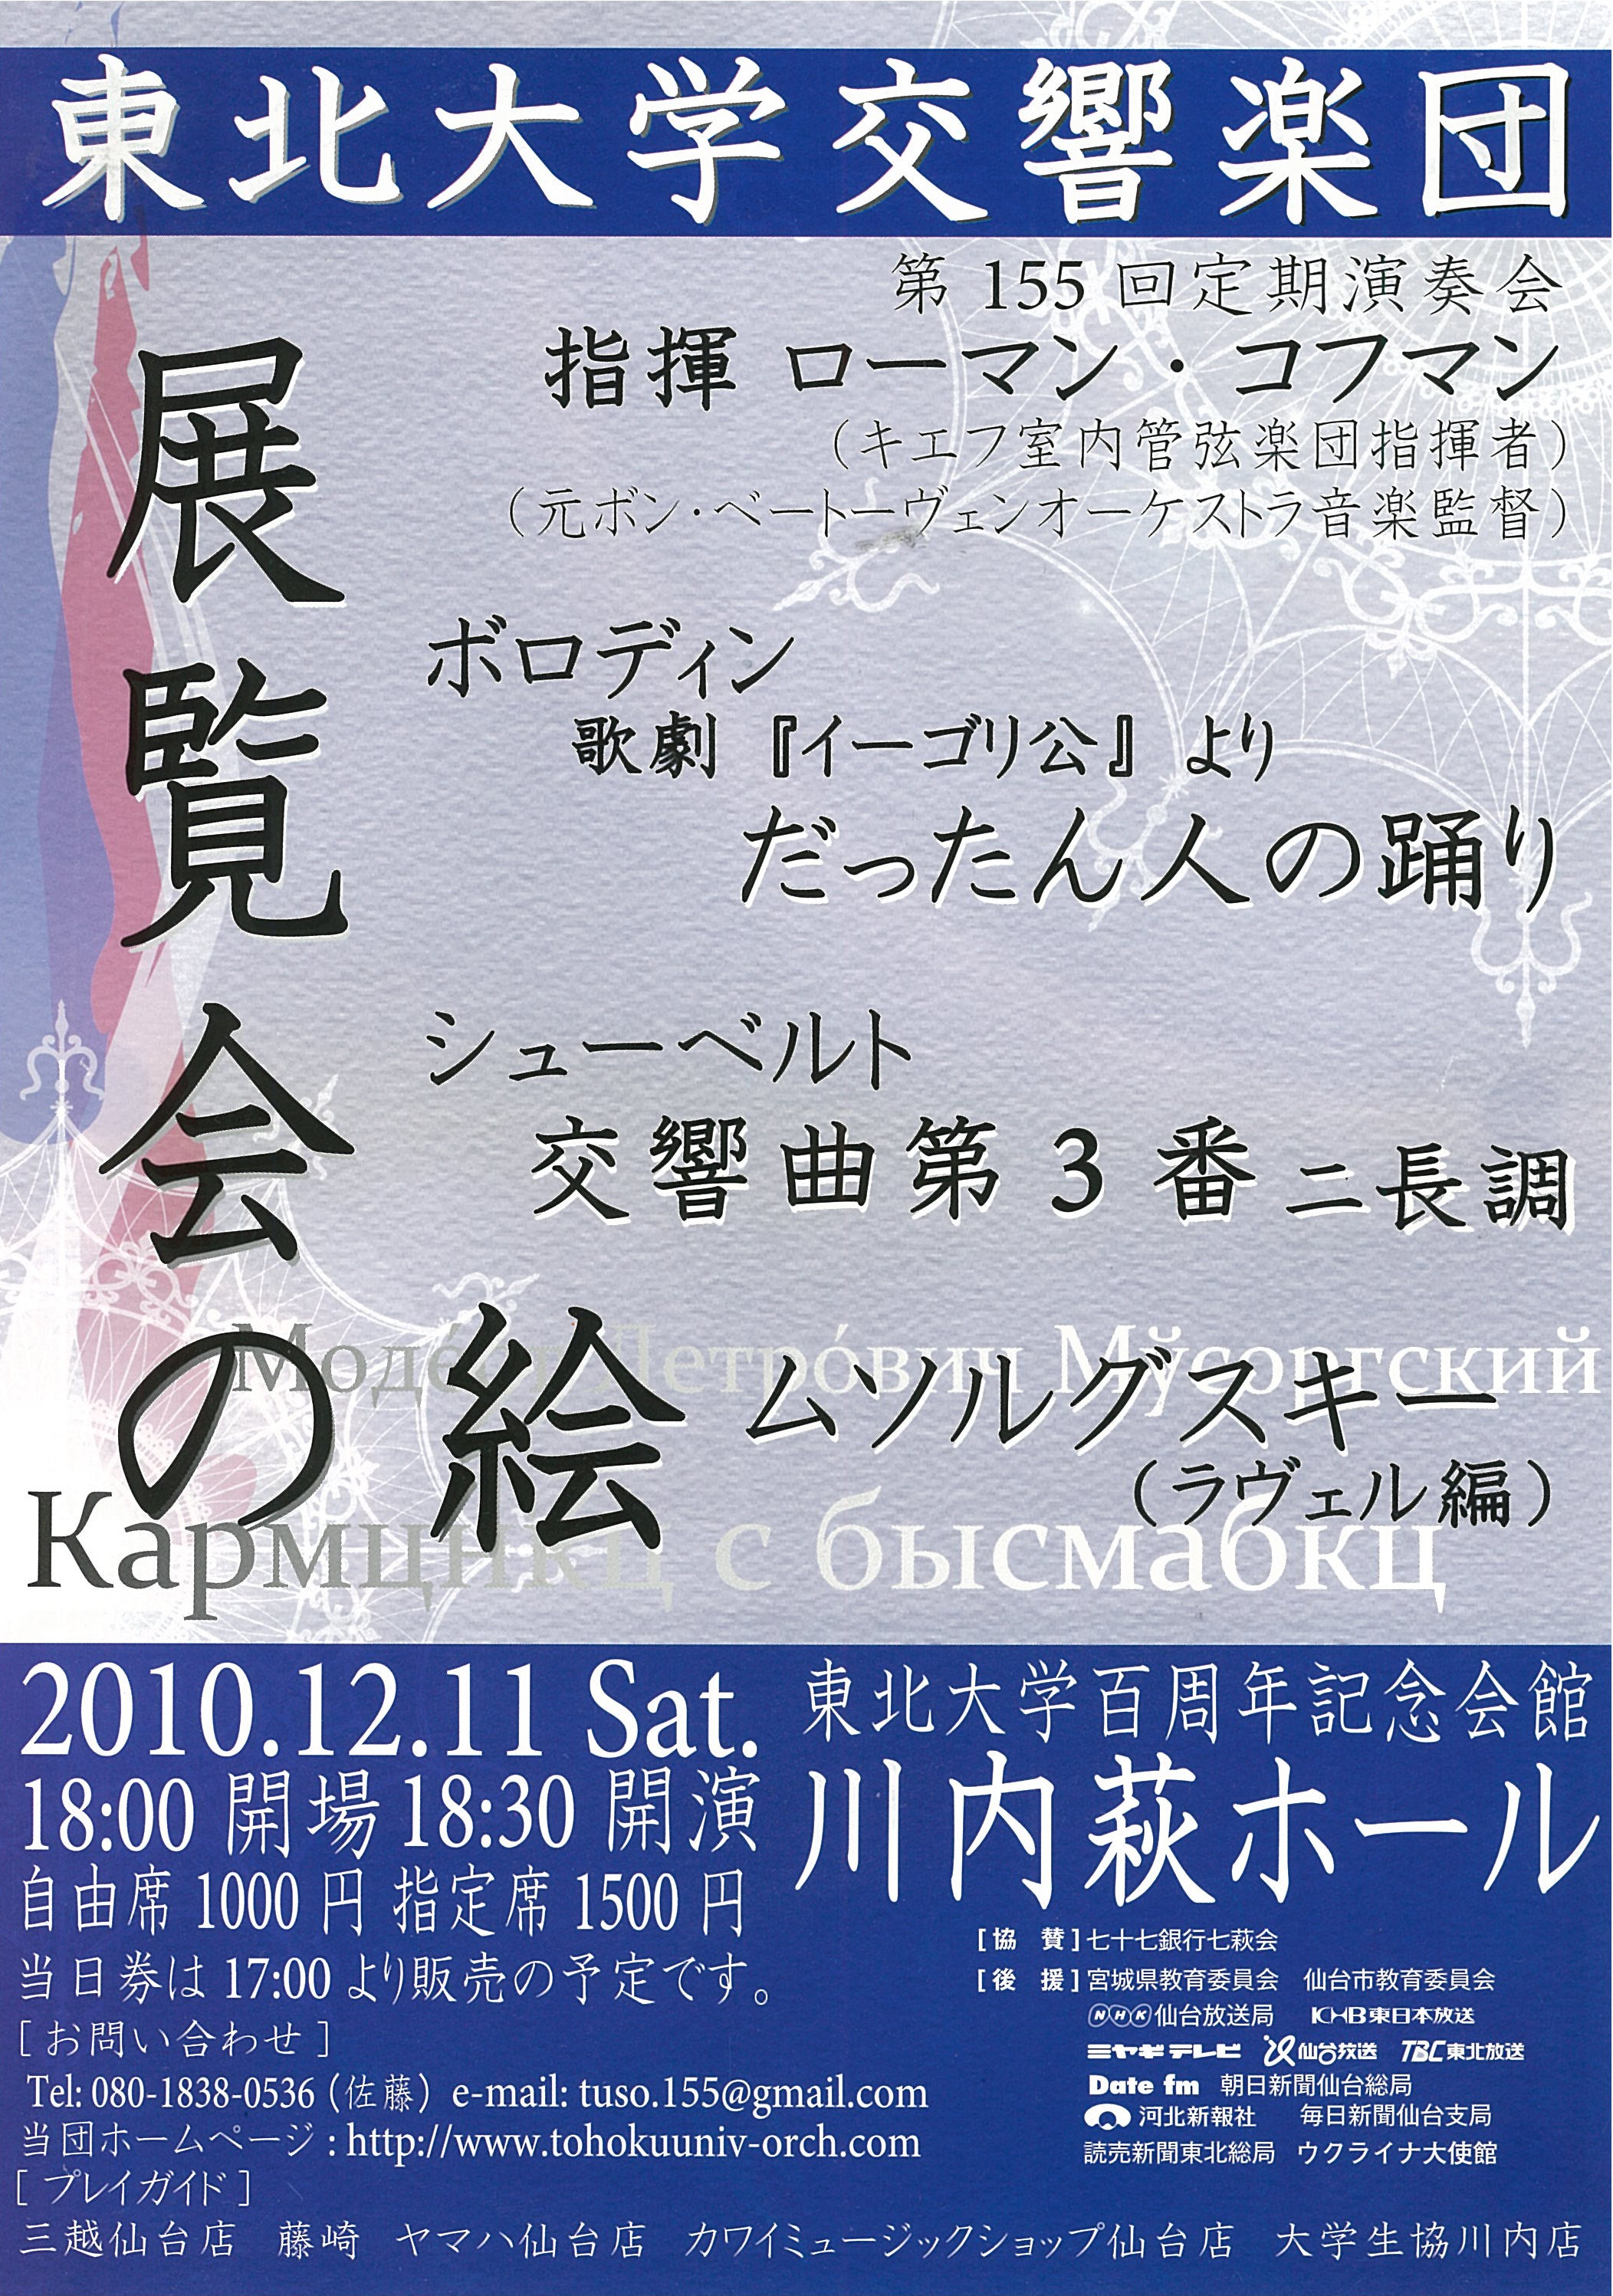 東北大学交響楽団
第155回定期演奏会
指揮 ローマン・コフマン
（キエフ室内管弦楽団指揮者）
（元ボン・ベートーヴェンオーケストラ音楽監督）
ボロディン
歌劇『イーゴリ公』より
だったん人の踊り
シューベルト
交響曲第3番ニ長調
展覧会の絵
ムソルグスキー
（ラヴェル編）
Мусоргский
с бысмабкц
2010.12.11 Sat.
18:00 開場 18:30 開演
自由席 1000 円 指定席 1500 円
当日券は 17:00 より販売の予定です。
［お問い合わせ］
Tel: 080-1838-0536（佐藤）e-mail: tuso.155@gmail.com
当団ホームページ : http://www.tohokuuniv-orch.com
［プレイガイド］
三越仙台店 藤崎 ヤマハ仙台店 カワイミュージックショップ仙台店 大学生協川内店
東北大学百周年記念会館
川内萩ホール
[協 賛] 七十七銀行七萩会
[後 援] 宮城県教育委員会 仙台市教育委員会
NHK仙台放送局 KHB東日本放送
ミヤギテレビ 仙台放送 TBC東北放送
Date fm 朝日新聞仙台総局
河北新報社 毎日新聞仙台支局
読売新聞東北総局 ウクライナ大使館